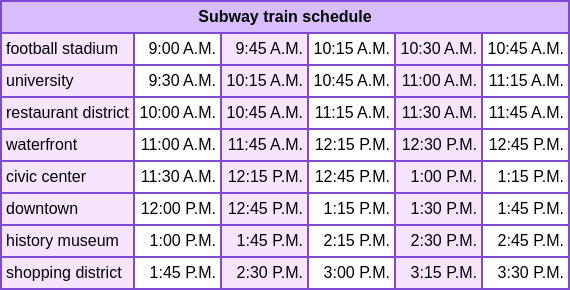 Subway train schedule
football stadium 9:00 A.M. 9:45 A.M. 10:15 A.M. 10:30 A.M. 10:45 A.M.
university 9:30 A.M. 10:15 A.M. 10:45 A.M. 11:00 A.M. 11:15 A.M.
restaurant district 10:00 A.M. 10:45 A.M. 11:15 A.M. 11:30 A.M. 11:45 A.M.
waterfront 11:00 A.M. 11:45 A.M. 12:15 P.M. 12:30 P.M. 12:45 P.M.
civic center 11:30 A.M. 12:15 P.M. 12:45 P.M. 1:00 P.M. 1:15 P.M.
downtown 12:00 P.M. 12:45 P.M. 1:15 P.M. 1:30 P.M. 1:45 P.M.
history museum 1:00 P.M. 1:45 P.M. 2:15 P.M. 2:30 P.M. 2:45 P.M.
shopping district 1:45 P.M. 2:30 P.M. 3:00 P.M. 3:15 P.M. 3:30 P.M.